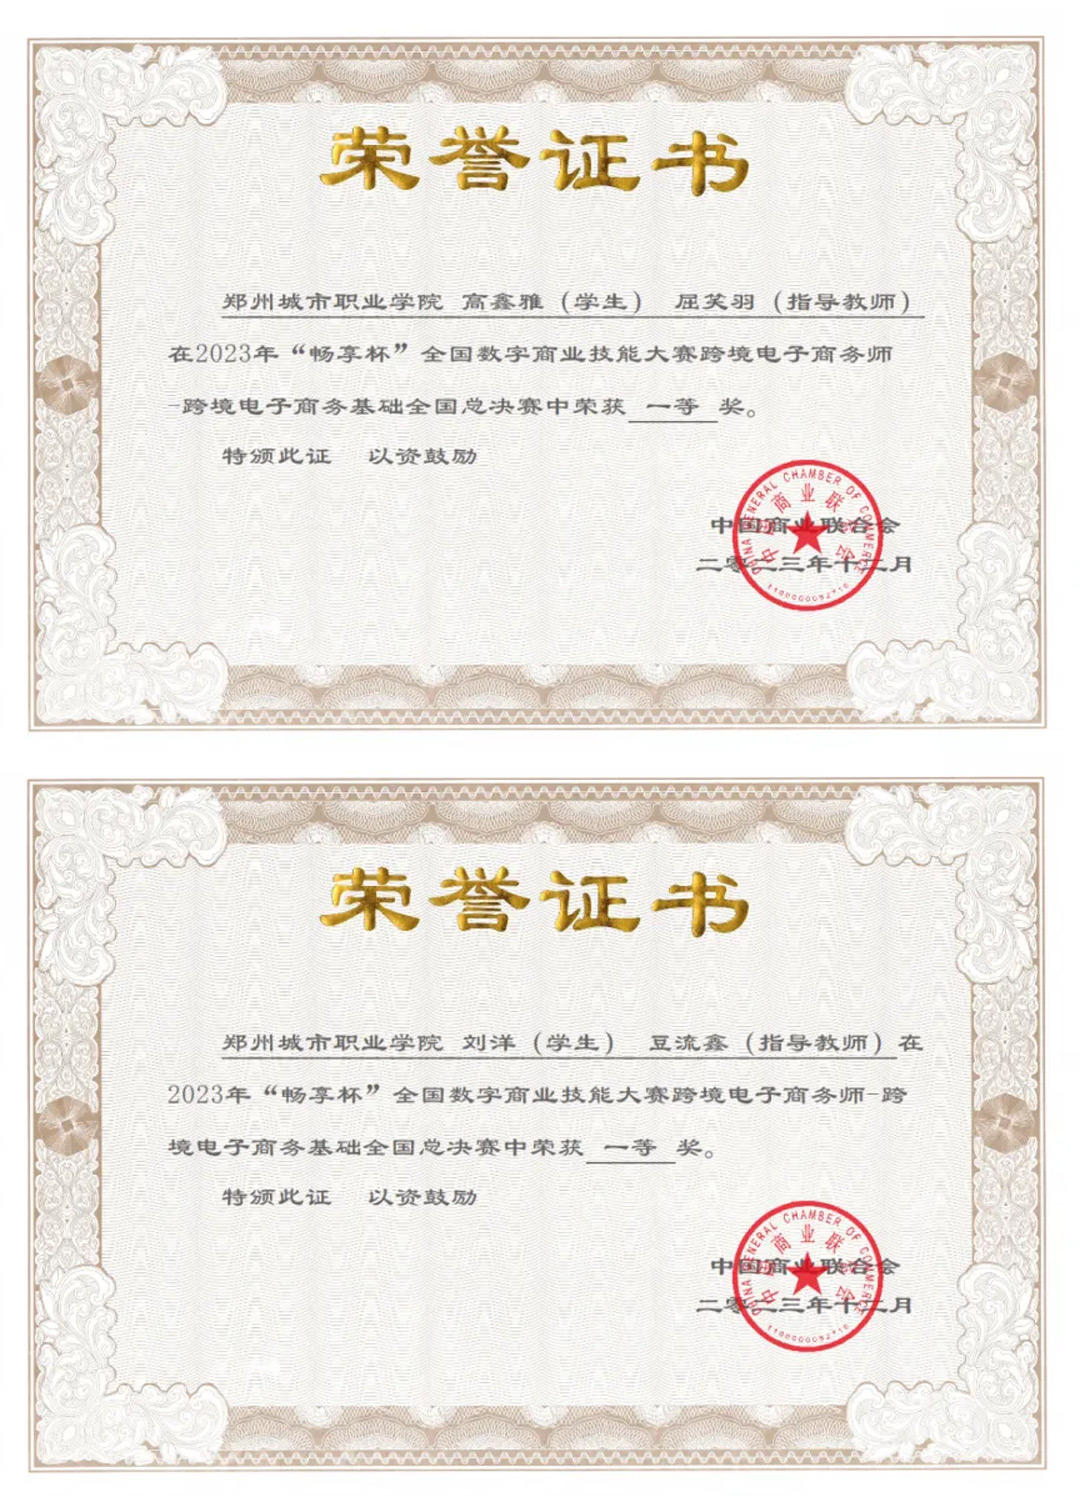 荣誉证书
郑州城市职业学院 高鑫雅（学生） 屈笑羽（指导教师）
在2023年“畅享杯”全国数字商业技能大赛跨境电子商务师
-跨境电子商务基础全国总决赛中荣获 一等 奖。
特颁此证 以资鼓励
CHINA GENERAL CHAMBER OF COMMERCE
中国商业联合会
中国商业联合会
二零二三年十二月
荣誉证书
郑州城市职业学院 刘洋（学生） 豆流鑫（指导教师）在
2023年“畅享杯”全国数字商业技能大赛跨境电子商务师-跨
境电子商务基础全国总决赛中荣获 一等 奖。
特颁此证 以资鼓励
CHINA GENERAL CHAMBER OF COMMERCE
中国商业联合会
中国商业联合会
二零二三年十二月